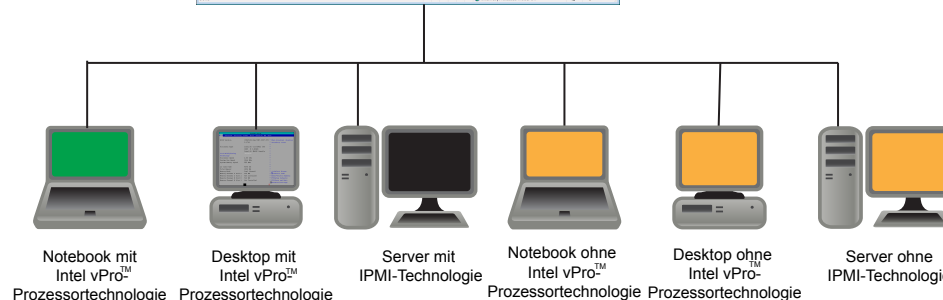 Notebook mit
Intel vPro™-
Prozessortechnologie
Desktop mit
Intel vPro™-
Prozessortechnologie
Server mit
IPMI-Technologie
Notebook ohne
Intel vPro™-
Prozessortechnologie
Desktop ohne
Intel vPro™-
Prozessortechnologie
Server ohne
IPMI-Technologie